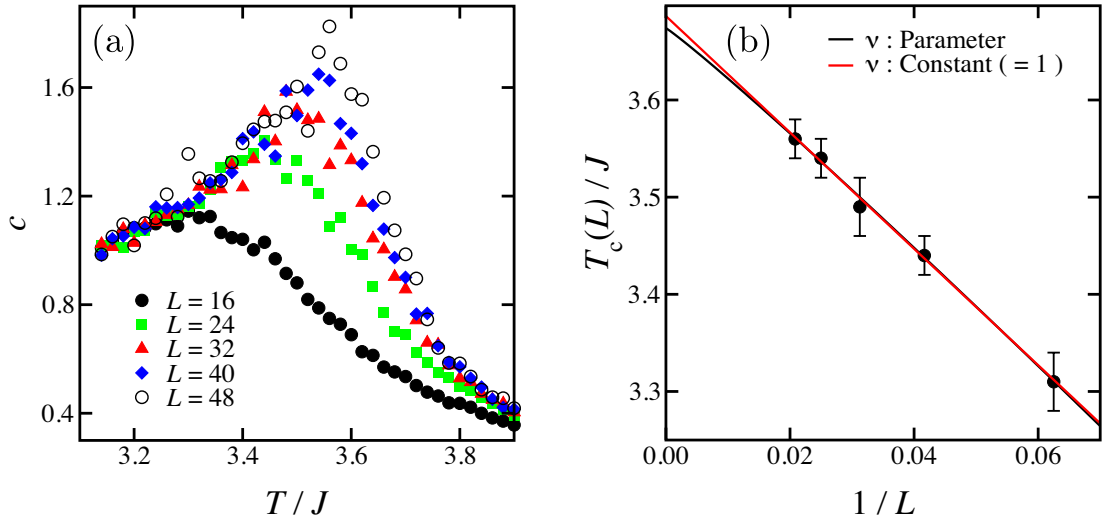 (a)
1.6
1.2
0.8
0.4
c
L = 16
L = 24
L = 32
L = 40
L = 48
3.2 3.4 3.6 3.8
T / J
(b)
ν : Parameter
ν : Constant ( = 1 )
3.6
3.5
3.4
3.3
T_c(L) / J
0.00 0.02 0.04 0.06
1 / L